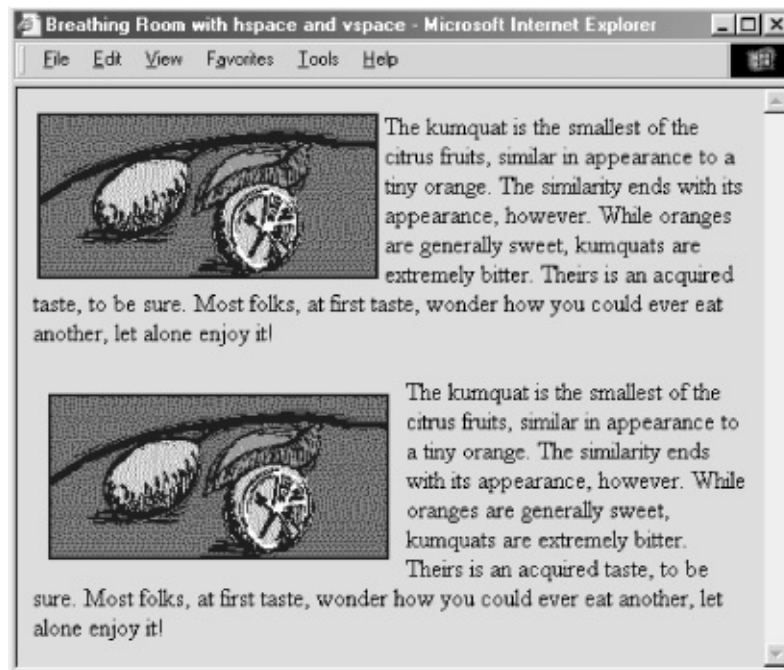 Breathing Room with hspace and vspace - Microsoft Internet Explorer
File Edit View Favorites Tools Help
The kumquat is the smallest of the
citrus fruits, similar in appearance to a
tiny orange. The similarity ends with its
appearance, however. While oranges
are generally sweet, kumquats are
extremely bitter. Theirs is an acquired
taste, to be sure. Most folks, at first taste, wonder how you could ever eat
another, let alone enjoy it!
The kumquat is the smallest of the
citrus fruits, similar in appearance to
a tiny orange. The similarity ends
with its appearance, however. While
oranges are generally sweet,
kumquats are extremely bitter.
Theirs is an acquired taste, to be
sure. Most folks, at first taste, wonder how you could ever eat another, let
alone enjoy it!